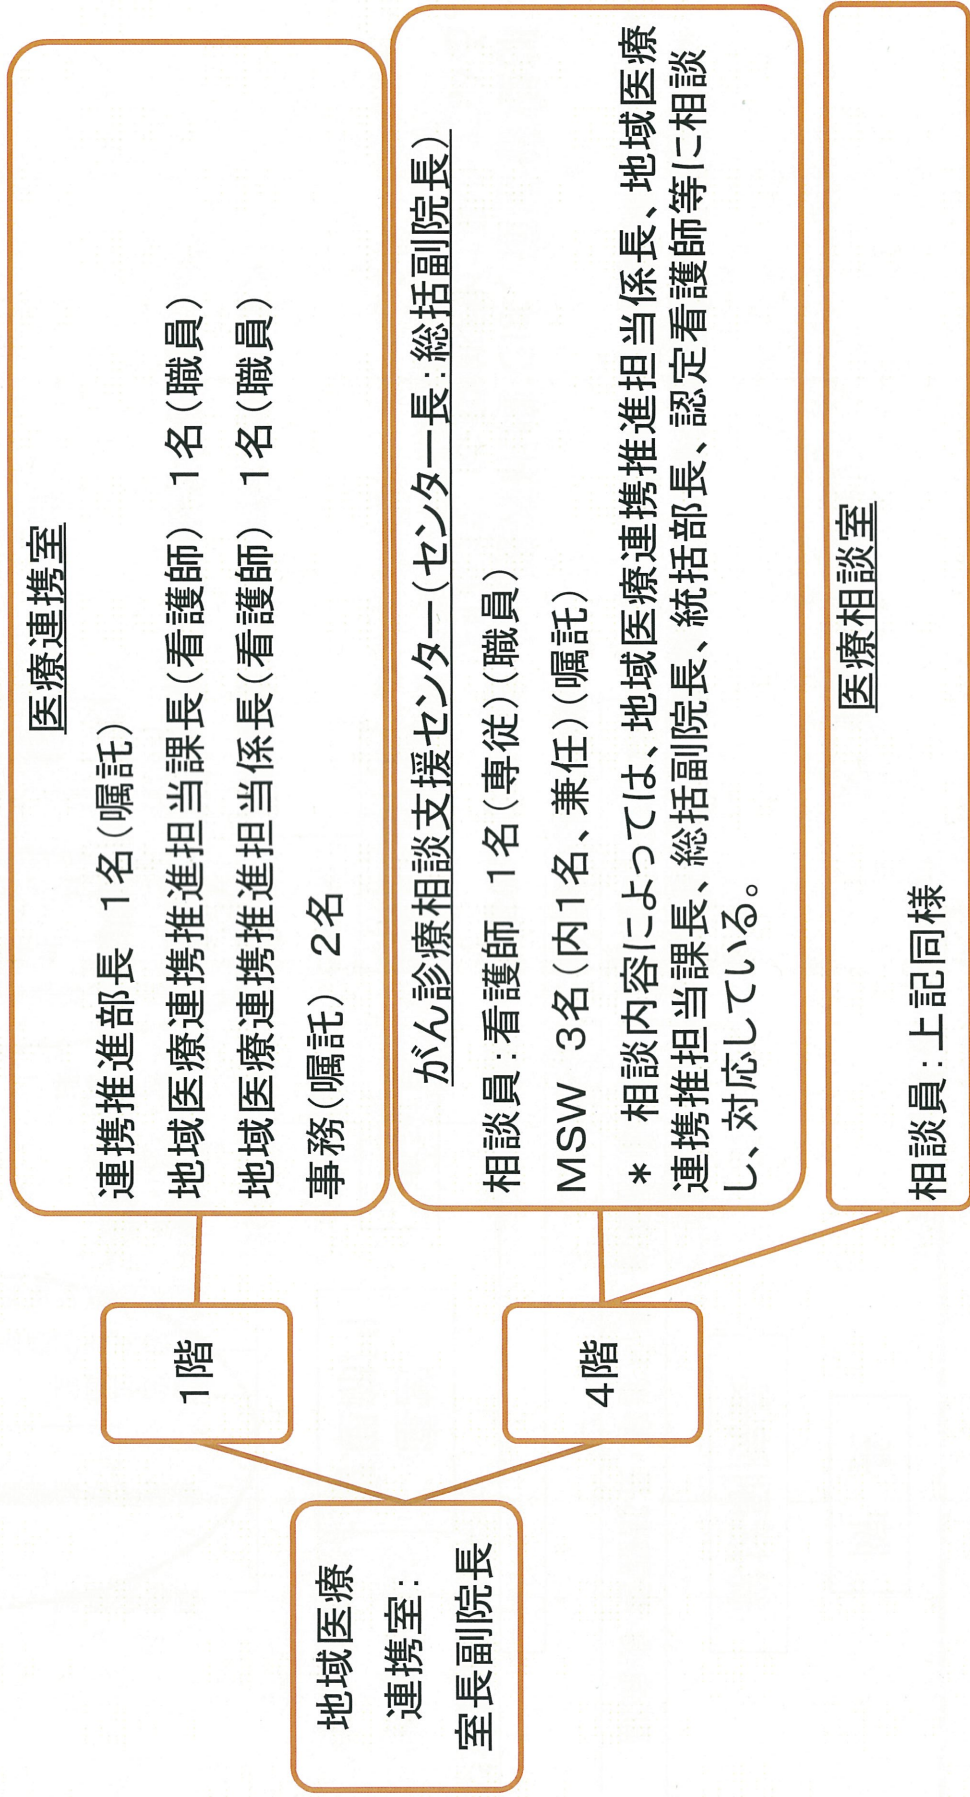 地域医療
連携室：
室長副院長
1階
医療連携室
連携推進部長　1名（嘱託）
地域医療連携推進担当課長（看護師）　1名（職員）
地域医療連携推進担当係長（看護師）　1名（職員）
事務（嘱託）　2名
4階
がん診療相談支援センター（センター長：総括副院長）
相談員：看護師　1名（専従）（職員）
MSW　3名（内1名、兼任）（嘱託）
＊　相談内容によっては、地域医療連携推進担当係長、地域医療
連携推担当課長、総括副院長、統括部長、認定看護師等に相談
し、対応している。
医療相談室
相談員：上記同様